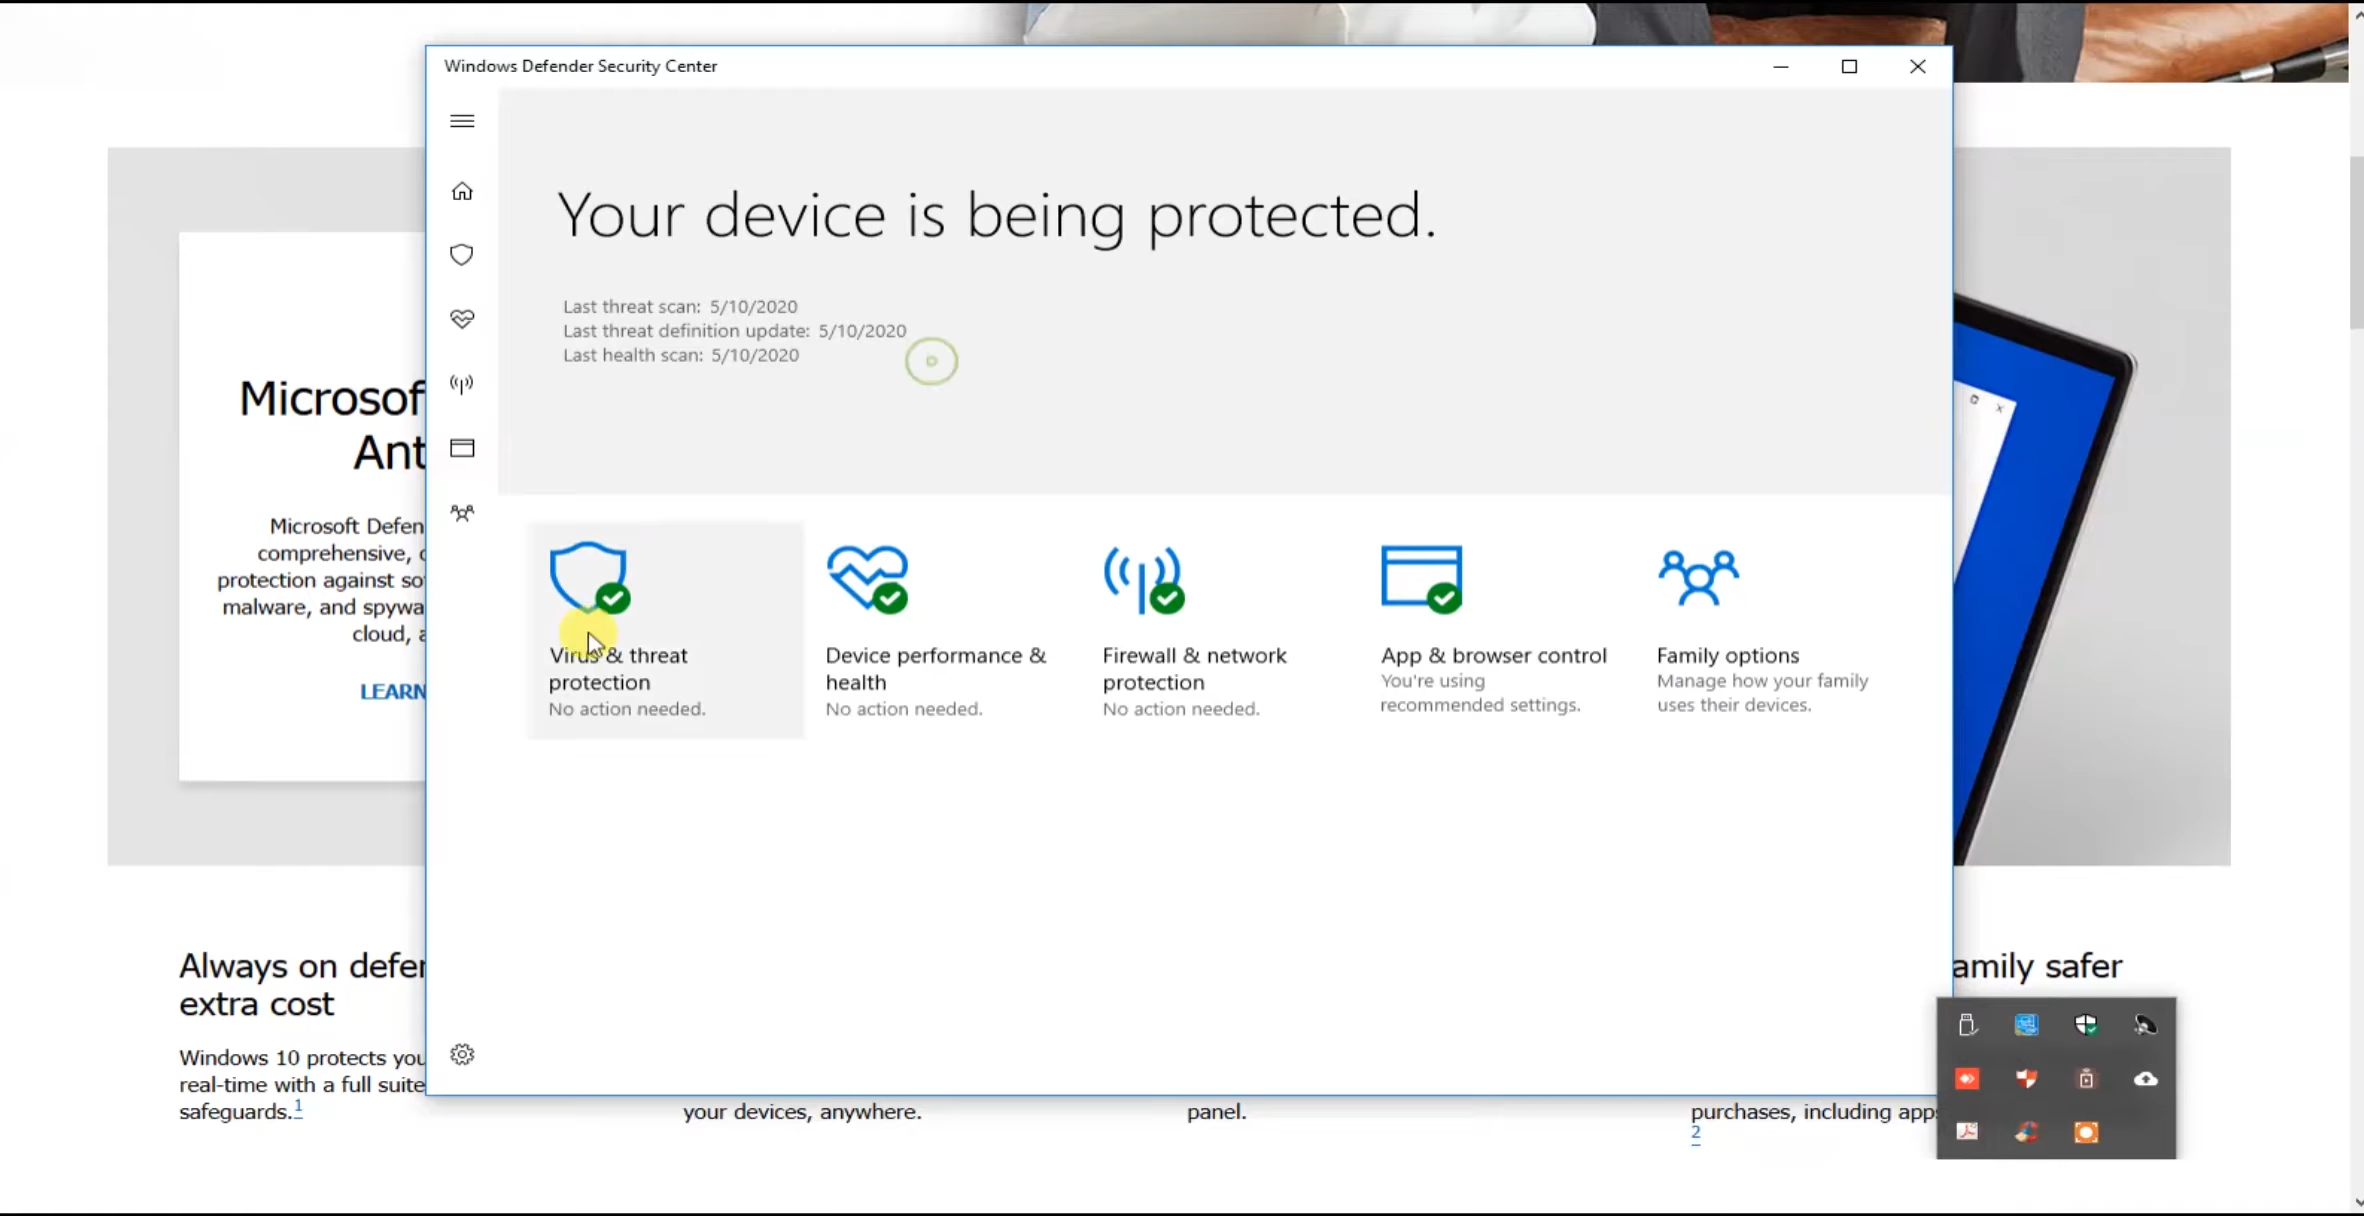 Windows Defender Security Center
Your device is being protected.
Last threat scan: 5/10/2020
Last threat definition update: 5/10/2020
Last health scan: 5/10/2020
Virus & threat
protection
No action needed.
Device performance &
health
No action needed.
Firewall & network
protection
No action needed.
App & browser control
You're using
recommended settings.
Family options
Manage how your family
uses their devices.
Microsof
Ant
Microsoft Defen
comprehensive,
protection against so
malware, and spywa
cloud,
LEARN
Always on defen
extra cost
Windows 10 protects you
real-time with a full suite
safeguards.1
your devices, anywhere.
panel.
amily safer
purchases, including apps
2